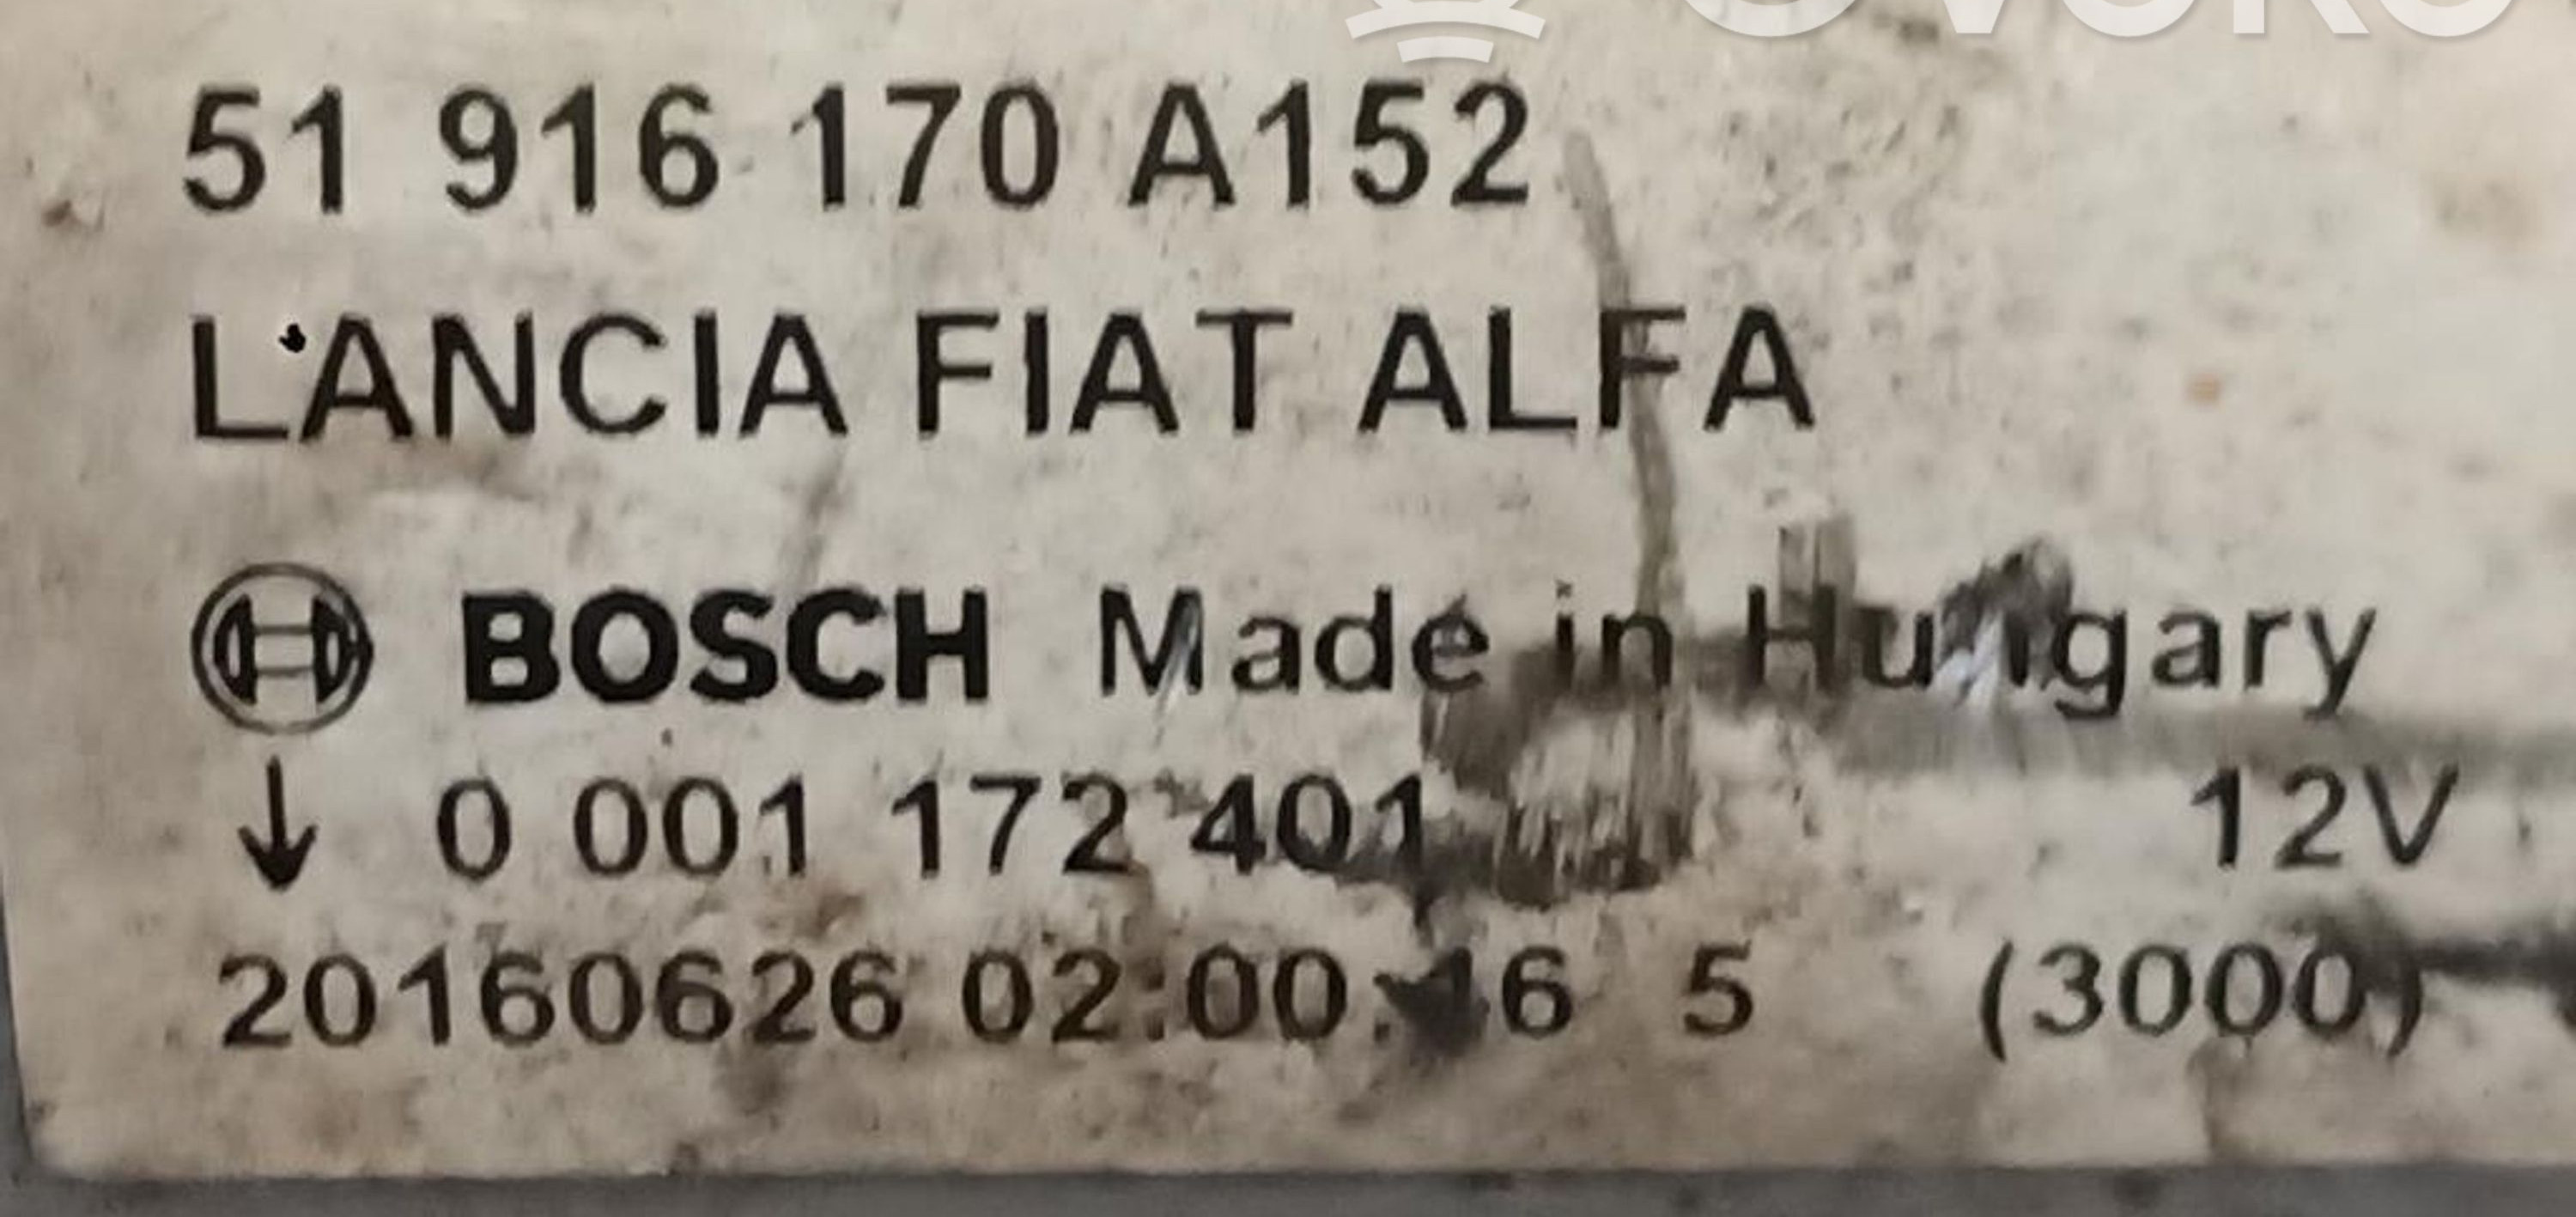 51 916 170 A152
LANCIA FIAT ALFA
BOSCH Made in Hungary
↓ 0 001 172 401 12V
20160626 02:00:16 5 (3000)